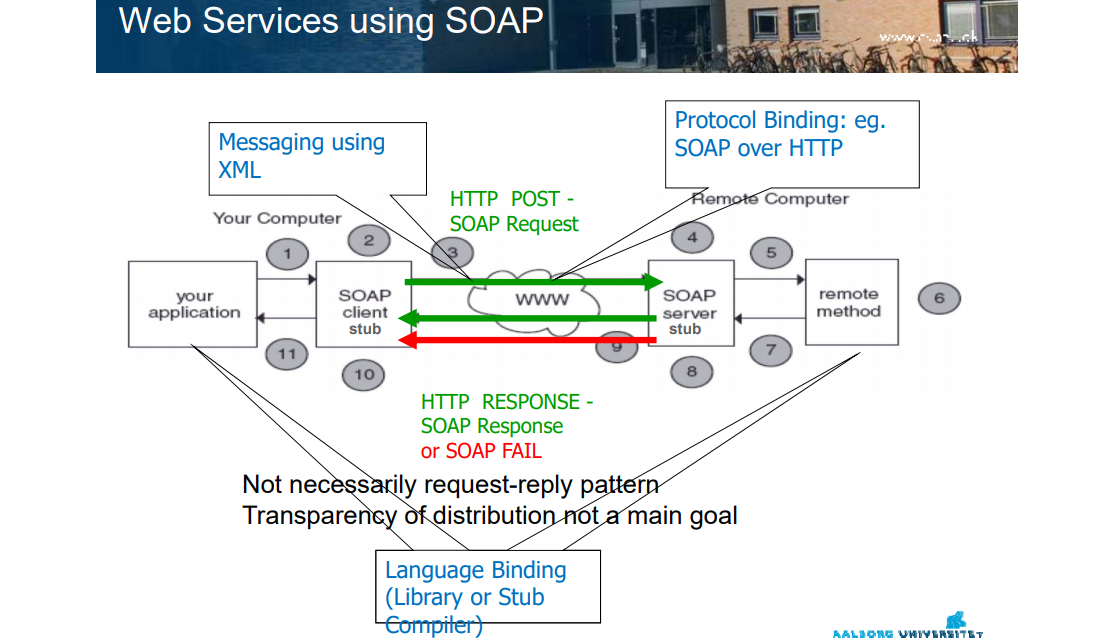 Web Services using SOAP
Messaging using
XML
Protocol Binding: eg.
SOAP over HTTP
HTTP POST -
SOAP Request
Your Computer
Remote Computer
1
2
3
4
5
your
application
SOAP
client
stub
WWW
SOAP
server
stub
remote
method
6
11
10
9
8
7
HTTP RESPONSE -
SOAP Response
or SOAP FAIL
Not necessarily request-reply pattern
Transparency of distribution not a main goal
Language Binding
(Library or Stub
Compiler)
AALBORG UNIVERSITET